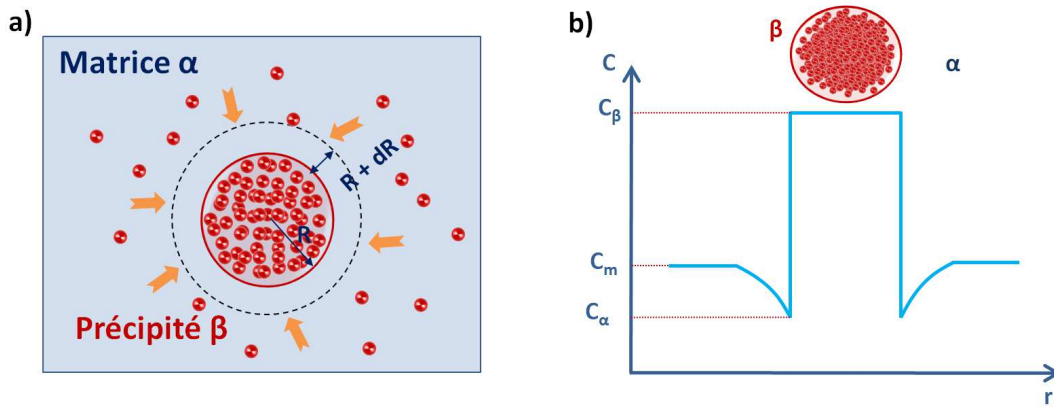 a)
Matrice α
R + dR
R
Précipité β
b)
β
α
C
Cβ
Cm
Cα
r